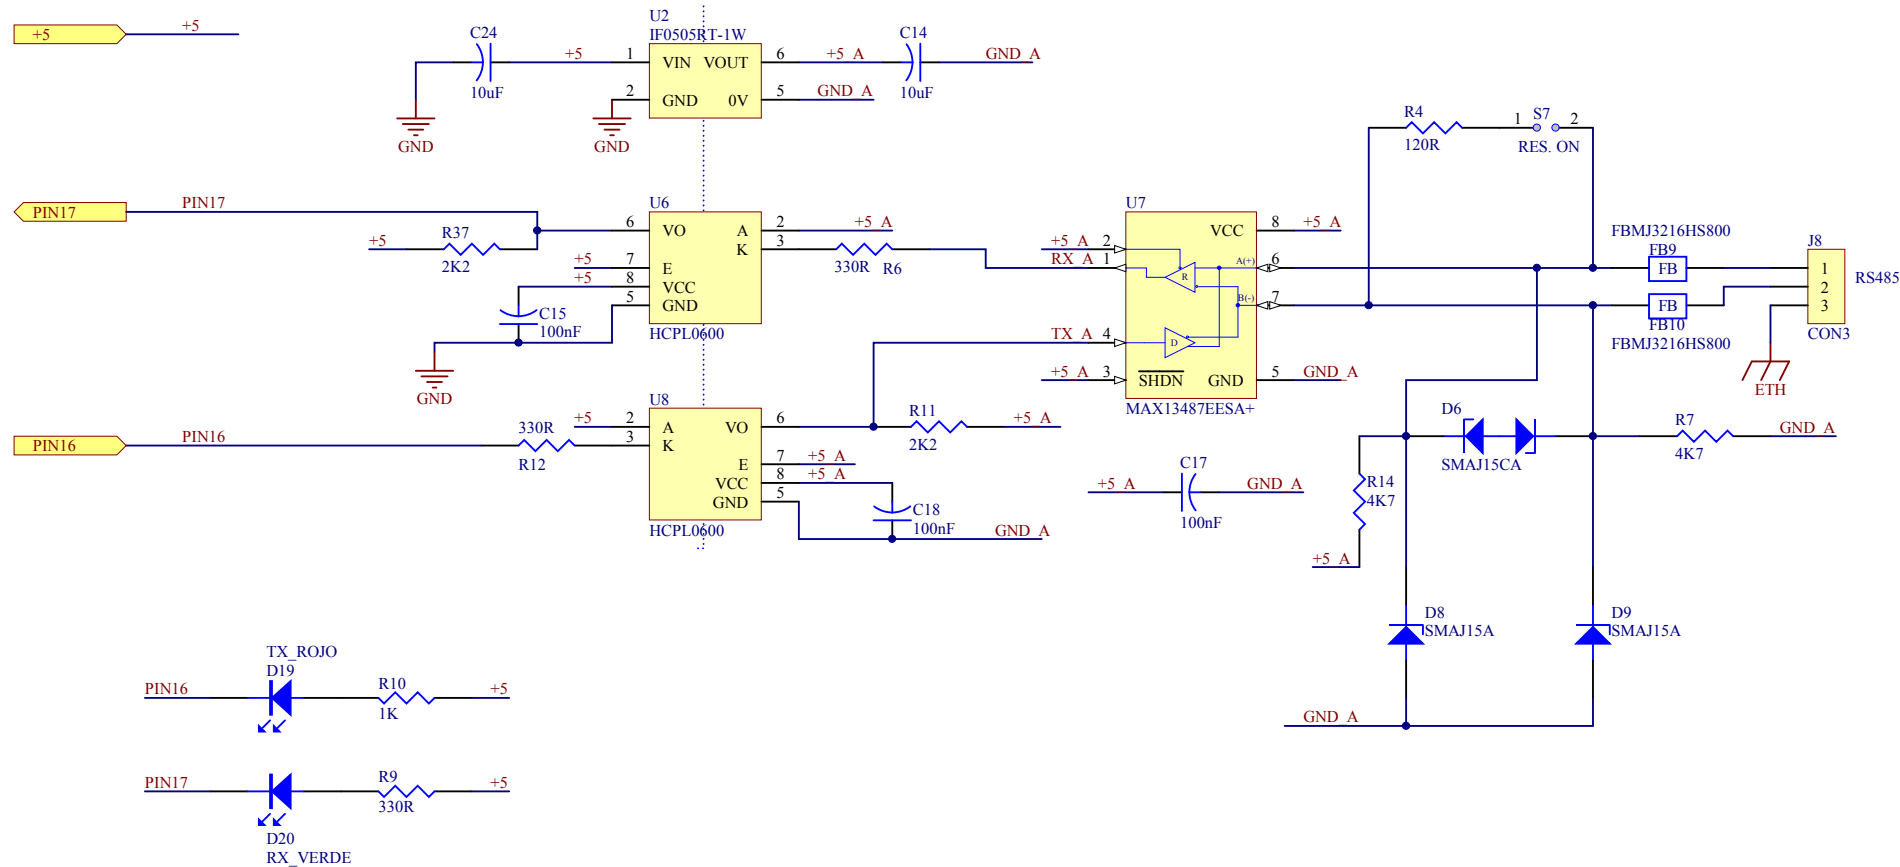 +5 +5
C24
10uF
GND
U2
IF0505RT-1W
+5 1 VIN VOUT 6 +5_A
2 GND 0V 5 GND_A
GND
C14
10uF
GND_A
R4
120R
1 S7 2
RES. ON
PIN17 PIN17
+5 R37
2K2
U6
6 VO A 2 +5_A
K 3
330R R6
+5 7 E
+5 8 VCC
5 GND
HCPL0600
C15
100nF
GND
U7
VCC 8 +5_A
+5_A 2
RX_A 1 R A(+) 6
B(-) 7
TX_A 4 D
+5_A 3 SHDN GND 5 GND_A
MAX13487EESA+
FBMJ3216HS800
FB9
FB
FB
FB10
FBMJ3216HS800
J8
1
2
3
RS485
CON3
ETH
PIN16 PIN16
330R
R12
U8
+5 2 A VO 6
3 K
E 7 +5_A
VCC 8 +5_A
GND 5
HCPL0600
R11
2K2
+5_A
C18
100nF
GND_A
C17
+5_A GND_A
100nF
D6
SMAJ15CA
R7
4K7
GND_A
R14
4K7
+5_A
D8
SMAJ15A
D9
SMAJ15A
GND_A
TX_ROJO
D19
PIN16 R10 +5
1K
PIN17 R9 +5
330R
D20
RX_VERDE